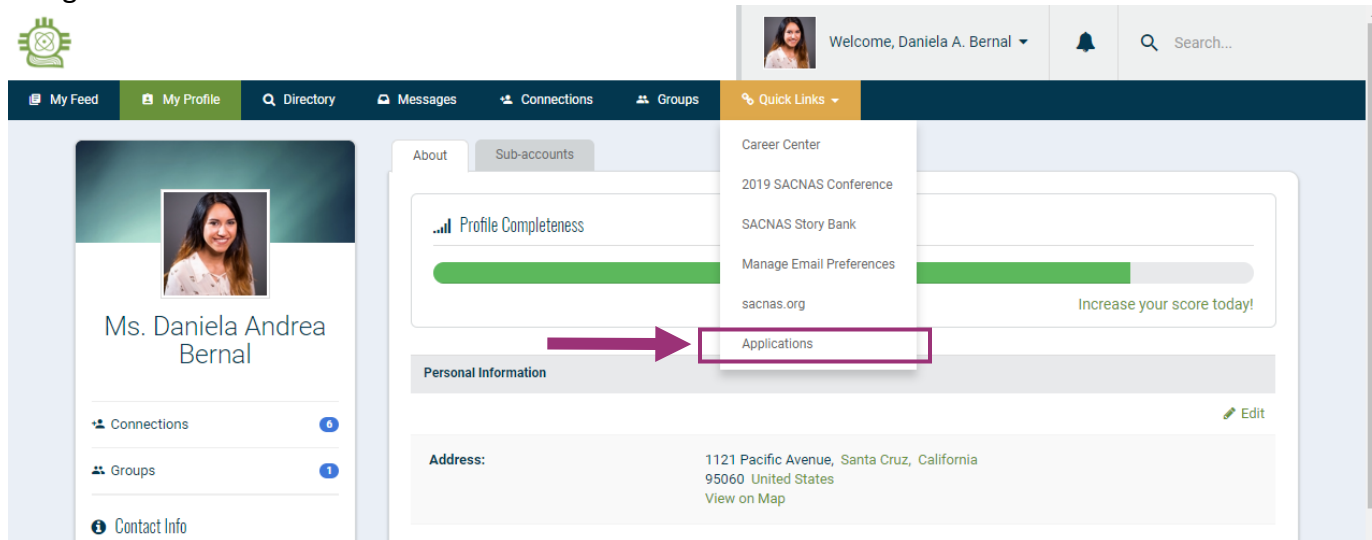 Welcome, Daniela A. Bernal
Search...
My Feed
My Profile
Directory
Messages
Connections
Groups
Quick Links
Career Center
2019 SACNAS Conference
SACNAS Story Bank
Manage Email Preferences
sacnas.org
Applications
Ms. Daniela Andrea
Bernal
Connections 6
Groups 1
Contact Info
About
Sub-accounts
Profile Completeness
Increase your score today!
Personal Information
Edit
Address: 1121 Pacific Avenue, Santa Cruz, California
95060 United States
View on Map